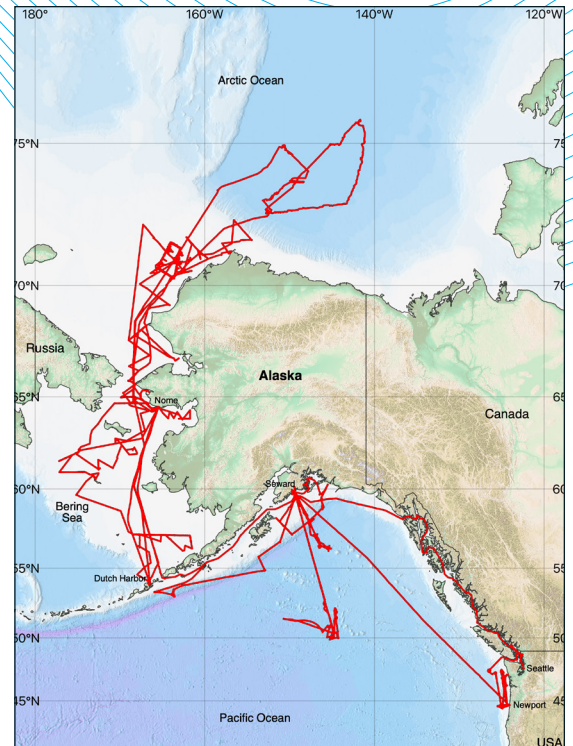 180° 160°W 140°W 120°W
Arctic Ocean
75°N 75
70°N 70
Russia
Alaska
65°N 65
Nome
Canada
60°N 60
Seward
Bering
Sea
55°N 55
Dutch Harbor
50°N 50
Seattle
45°N 45
Newport
Pacific Ocean
USA